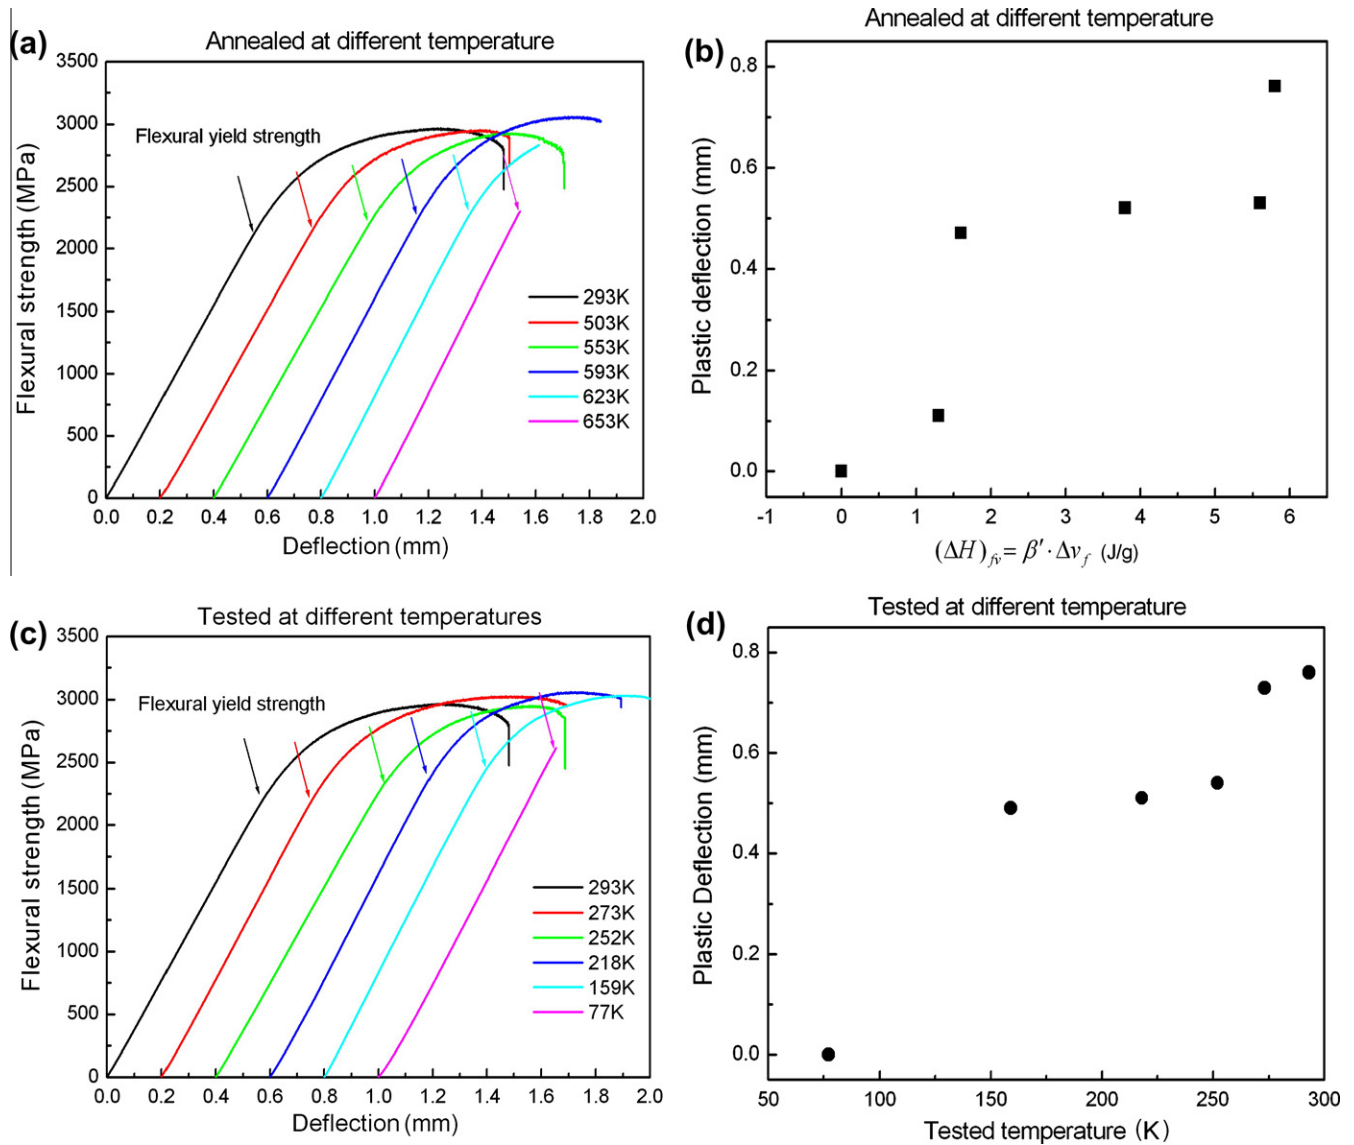 (a)
Annealed at different temperature
3500
3000
2500
2000
1500
1000
500
0
Flexural strength (MPa)
Flexural yield strength
293K
503K
553K
593K
623K
653K
0.0 0.2 0.4 0.6 0.8 1.0 1.2 1.4 1.6 1.8 2.0
Deflection (mm)
(b)
Annealed at different temperature
0.8
0.6
0.4
0.2
0.0
Plastic deflection (mm)
-1 0 1 2 3 4 5 6
(ΔH)fv = β′ · Δvf (J/g)
(c)
Tested at different temperatures
3500
3000
2500
2000
1500
1000
500
0
Flexural strength (MPa)
Flexural yield strength
293K
273K
252K
218K
159K
77K
0.0 0.2 0.4 0.6 0.8 1.0 1.2 1.4 1.6 1.8 2.0
Deflection (mm)
(d)
Tested at different temperature
0.8
0.6
0.4
0.2
0.0
Plastic Deflection (mm)
50 100 150 200 250 300
Tested temperature (K)